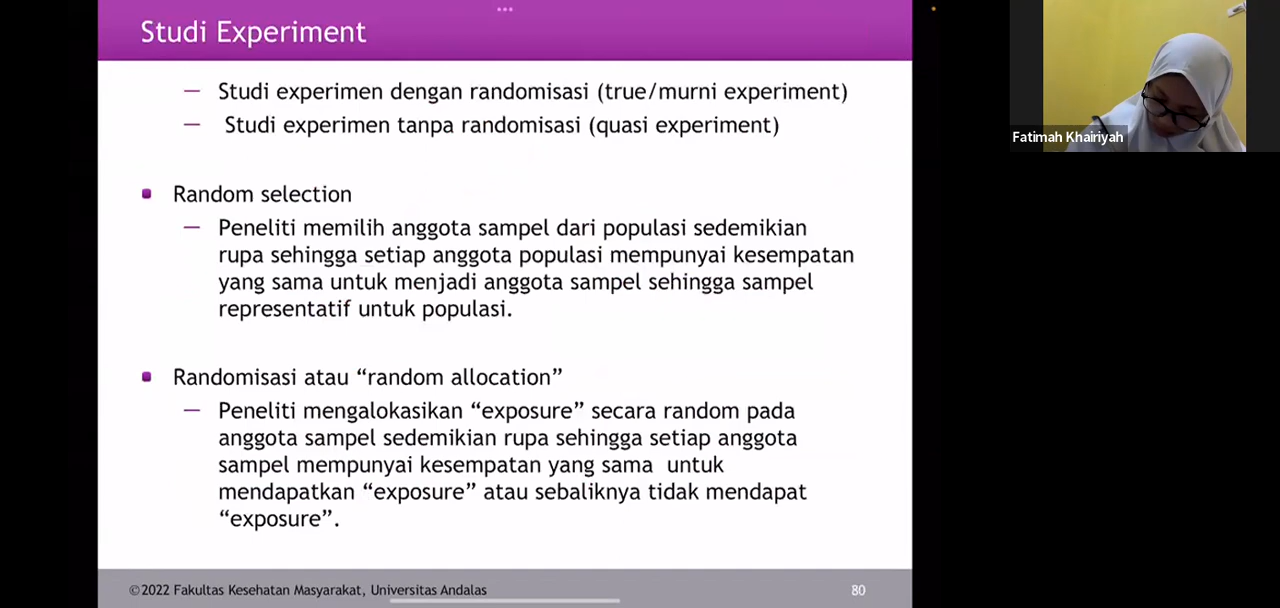 Studi Experiment
— Studi experimen dengan randomisasi (true/murni experiment)
— Studi experimen tanpa randomisasi (quasi experiment)
Random selection
— Peneliti memilih anggota sampel dari populasi sedemikian
rupa sehingga setiap anggota populasi mempunyai kesempatan
yang sama untuk menjadi anggota sampel sehingga sampel
representatif untuk populasi.
Randomisasi atau “random allocation”
— Peneliti mengalokasikan “exposure” secara random pada
anggota sampel sedemikian rupa sehingga setiap anggota
sampel mempunyai kesempatan yang sama untuk
mendapatkan “exposure” atau sebaliknya tidak mendapat
“exposure”.
©2022 Fakultas Kesehatan Masyarakat, Universitas Andalas 80
Fatimah Khairiyah